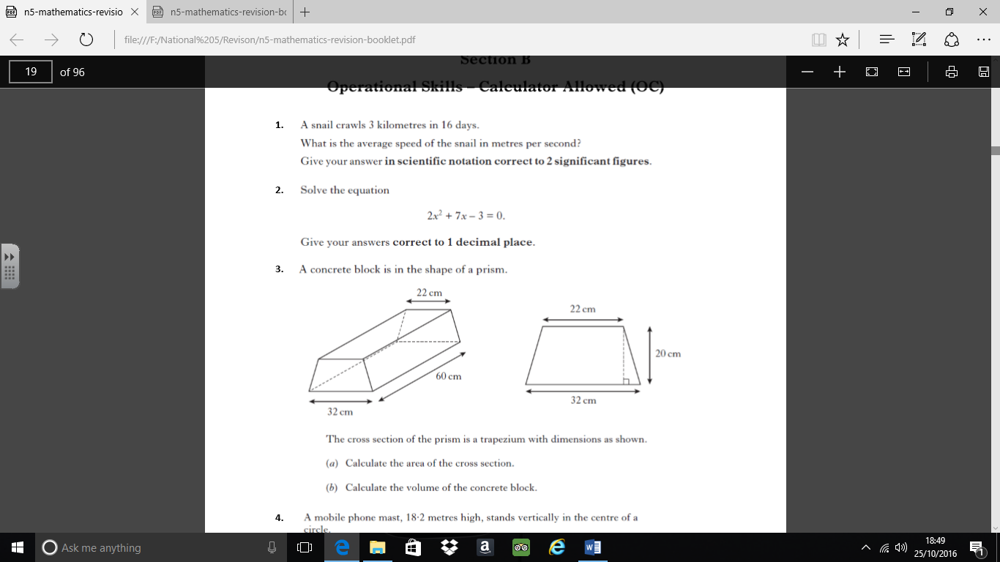 n5-mathematics-revisio
n5-mathematics-revision-bo
file:///F:/National%205/Revison/n5-mathematics-revision-booklet.pdf
19 of 96
Section B
Operational Skills – Calculator Allowed (OC)
1. A snail crawls 3 kilometres in 16 days.
What is the average speed of the snail in metres per second?
Give your answer in scientific notation correct to 2 significant figures.
2. Solve the equation
2x² + 7x – 3 = 0.
Give your answers correct to 1 decimal place.
3. A concrete block is in the shape of a prism.
22 cm
60 cm
32 cm
22 cm
20 cm
32 cm
The cross section of the prism is a trapezium with dimensions as shown.
(a) Calculate the area of the cross section.
(b) Calculate the volume of the concrete block.
4. A mobile phone mast, 18·2 metres high, stands vertically in the centre of a
circle.
Ask me anything
18:49
25/10/2016
1